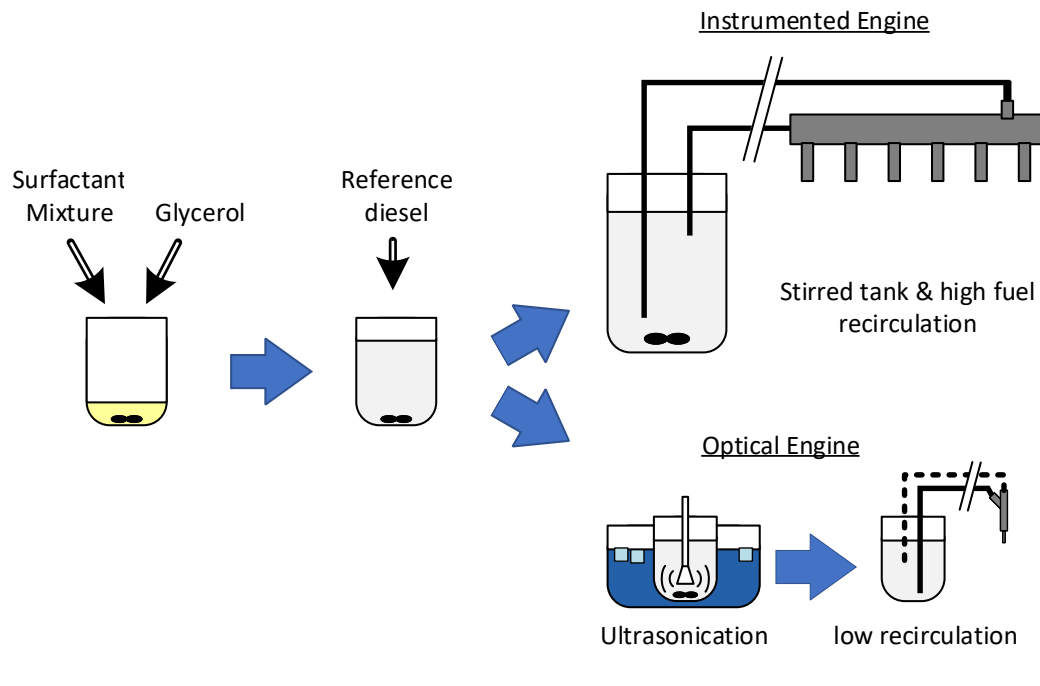 Instrumented Engine
Surfactant
Mixture
Glycerol
Reference
diesel
Stirred tank & high fuel
recirculation
Optical Engine
Ultrasonication
low recirculation